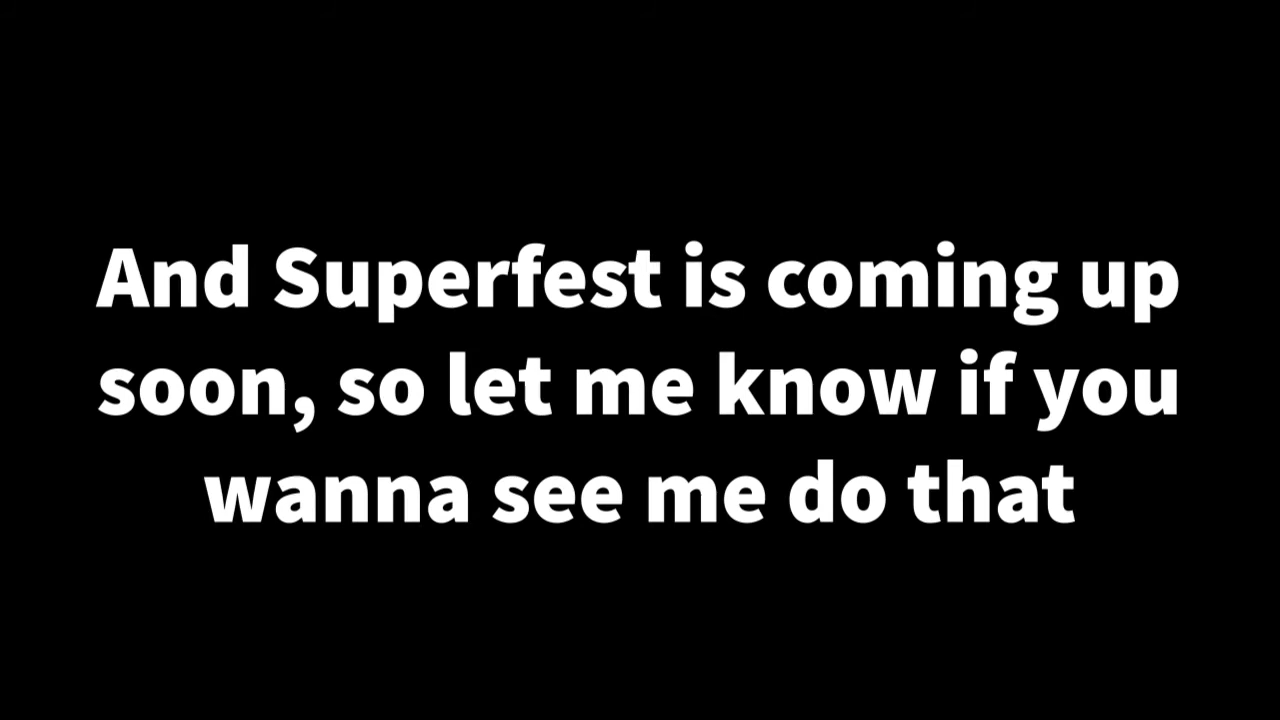 And Superfest is coming up
soon, so let me know if you
wanna see me do that